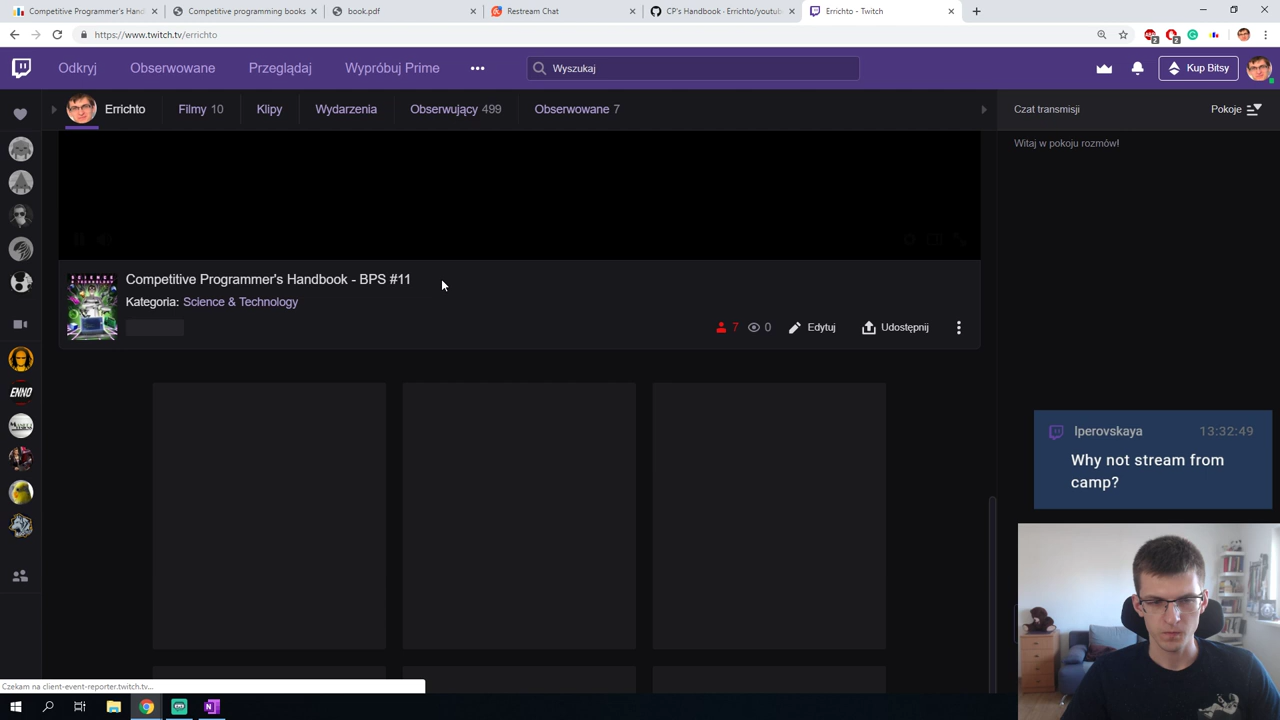 Competitive Programmer's Hand
Competitive programming books
book.pdf
Restream Chat
CP's Handbook · Errichto/youtub
Errichto - Twitch
https://www.twitch.tv/errichto
2
2
Odkryj
Obserwowane
Przeglądaj
Wypróbuj Prime
Wyszukaj
Kup Bitsy
Errichto
Filmy 10
Klipy
Wydarzenia
Obserwujący 499
Obserwowane 7
Czat transmisji
Pokoje
Witaj w pokoju rozmów!
Competitive Programmer's Handbook - BPS #11
Kategoria: Science & Technology
7
0
Edytuj
Udostępnij
lperovskaya 13:32:49
Why not stream from
camp?
ENNO
Czekam na client-event-reporter.twitch.tv...